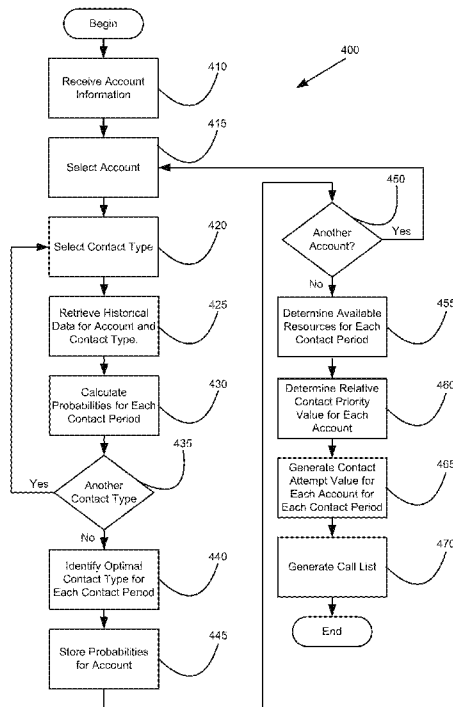 Begin
400
Receive Account
Information
410
Select Account
415
Select Contact Type
420
Retrieve Historical
Data for Account and
Contact Type.
425
Calculate
Probabilities for Each
Contact Period
430
Another
Contact Type
435
Yes
No
Identify Optimal
Contact Type for
Each Contact Period
440
Store Probabilities
for Account
445
Another
Account?
450
Yes
No
Determine Available
Resources for Each
Contact Period
455
Determine Relative
Contact Priority
Value for Each
Account
460
Generate Contact
Attempt Value for
Each Account for
Each Contact Period
465
Generate Call List
470
End